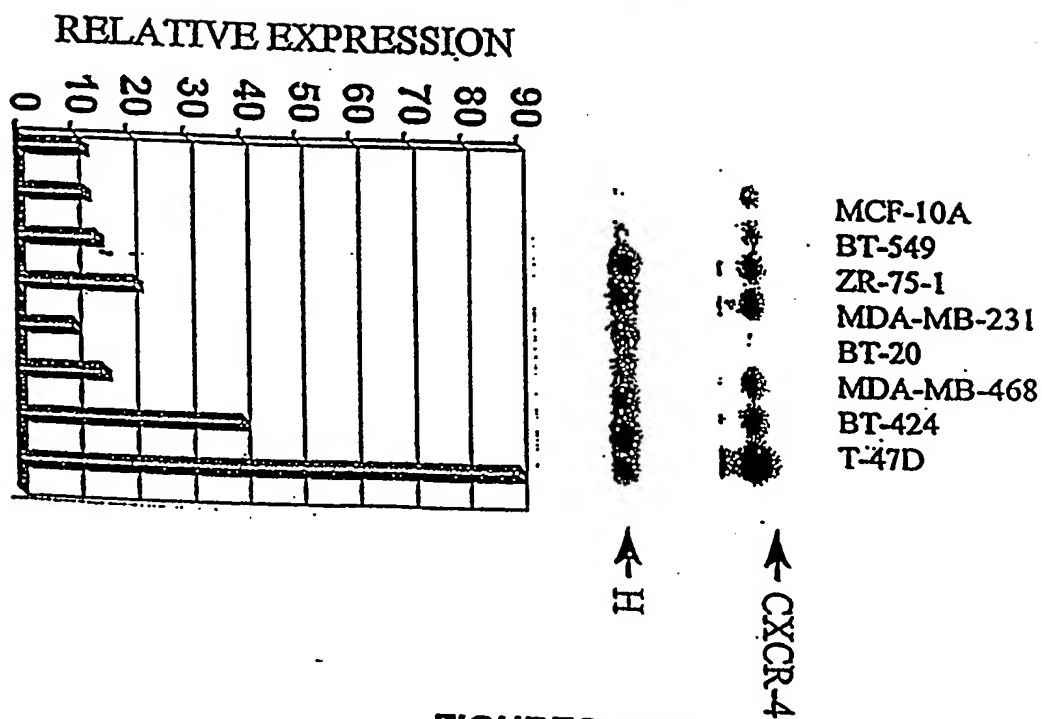 RELATIVE EXPRESSION
0
10
20
30
40
50
60
70
80
90
MCF-10A
BT-549
ZR-75-1
MDA-MB-231
BT-20
MDA-MB-468
BT-424
T-47D
H
CXCR-4